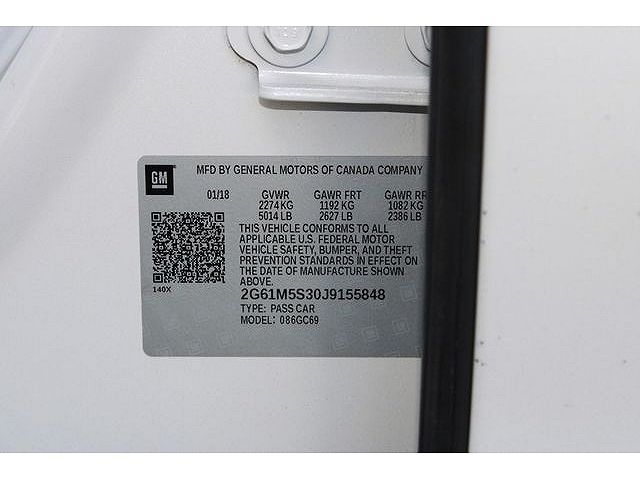 GM
MFD BY GENERAL MOTORS OF CANADA COMPANY
01/18 GVWR GAWR FRT GAWR RR
2274 KG 1192 KG 1082 KG
5014 LB 2627 LB 2386 LB
THIS VEHICLE CONFORMS TO ALL
APPLICABLE U.S. FEDERAL MOTOR
VEHICLE SAFETY, BUMPER, AND THEFT
PREVENTION STANDARDS IN EFFECT ON
THE DATE OF MANUFACTURE SHOWN
ABOVE.
140X
2G61M5S30J9155848
TYPE: PASS CAR
MODEL: 086GC69